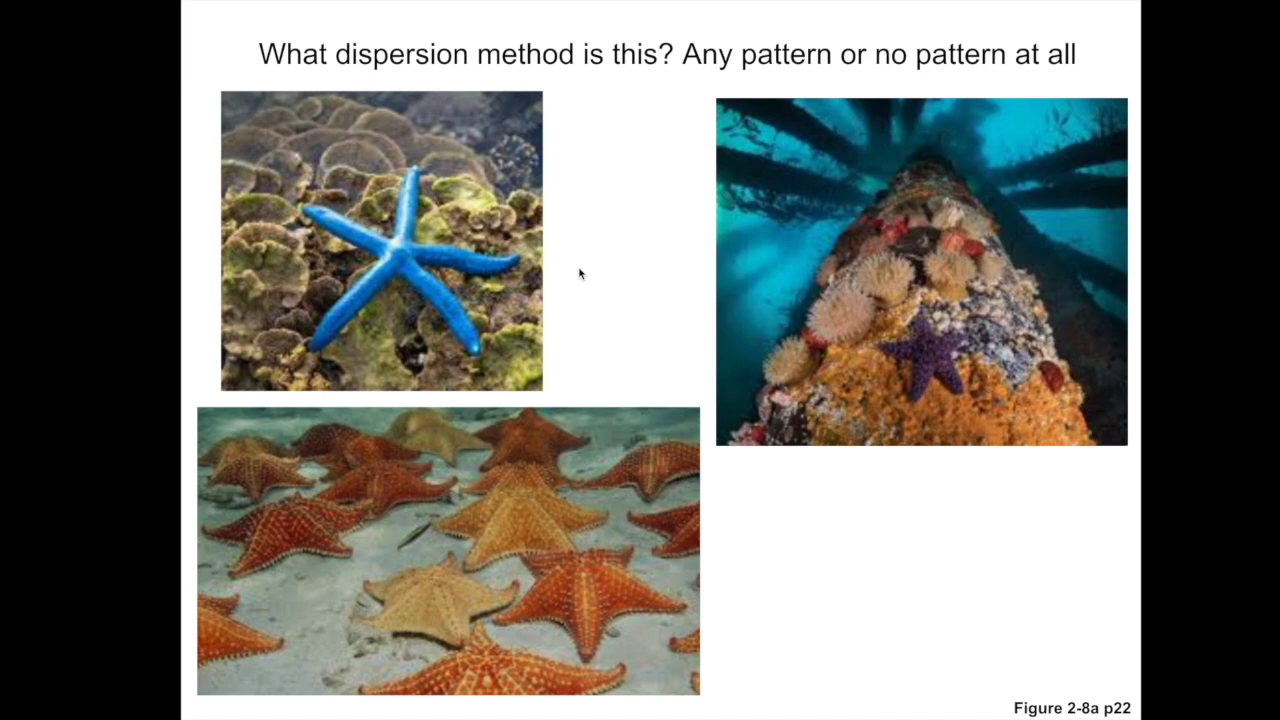 What dispersion method is this? Any pattern or no pattern at all
Figure 2-8a p22